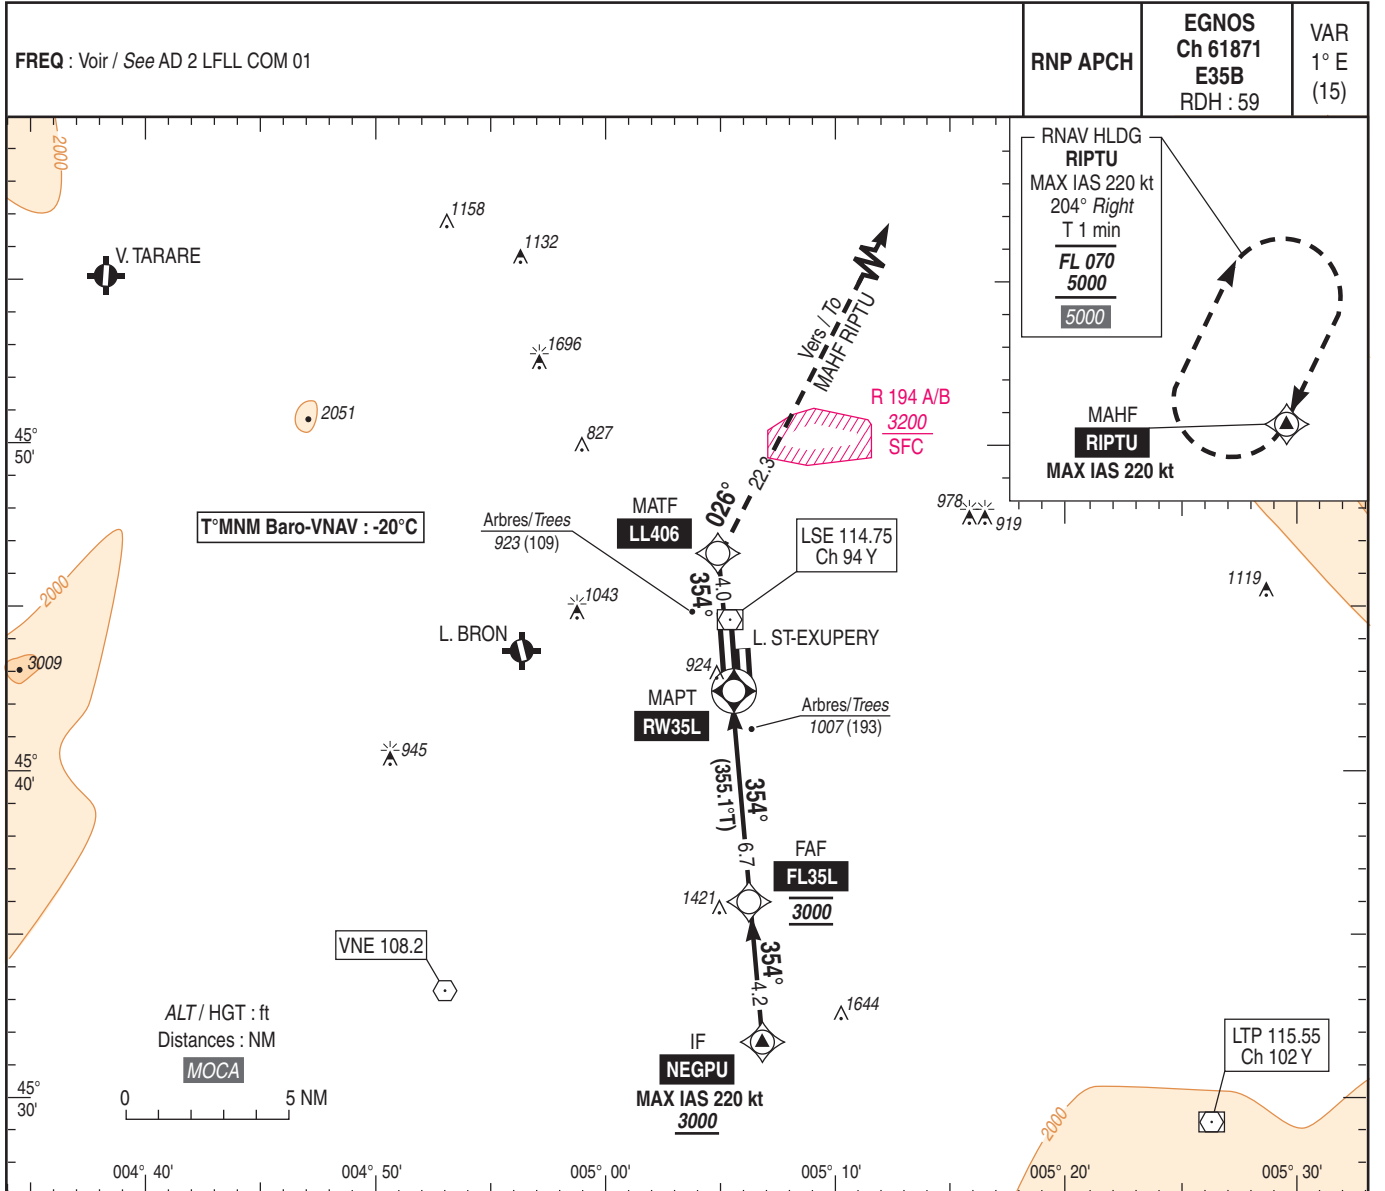 FREQ : Voir / See AD 2 LFLL COM 01
RNP APCH
EGNOS
Ch 61871
E35B
RDH : 59
VAR
1° E
(15)
2000
1158
1132
V. TARARE
1696
2051
827
Vers / To
MAHF RIPTU
R 194 A/B
3200
SFC
RNAV HLDG
RIPTU
MAX IAS 220 kt
204° Right
T 1 min
FL 070
5000
5000
MAHF
RIPTU
MAX IAS 220 kt
45°
50'
22.3
026°
MATF
LL406
T°MNM Baro-VNAV : -20°C
Arbres/Trees
923 (109)
LSE 114.75
Ch 94 Y
978
919
1119
2000
354°
4.0
1043
L. BRON
L. ST-EXUPERY
3009
924
MAPT
RW35L
Arbres/Trees
1007 (193)
945
45°
40'
(355.1°T)
354°
6.7
FAF
FL35L
3000
1421
VNE 108.2
354°
4.2
1644
ALT / HGT : ft
Distances : NM
MOCA
0
5 NM
IF
NEGPU
MAX IAS 220 kt
3000
LTP 115.55
Ch 102 Y
2000
45°
30'
004° 40'
004° 50'
005° 00'
005° 10'
005° 20'
005° 30'